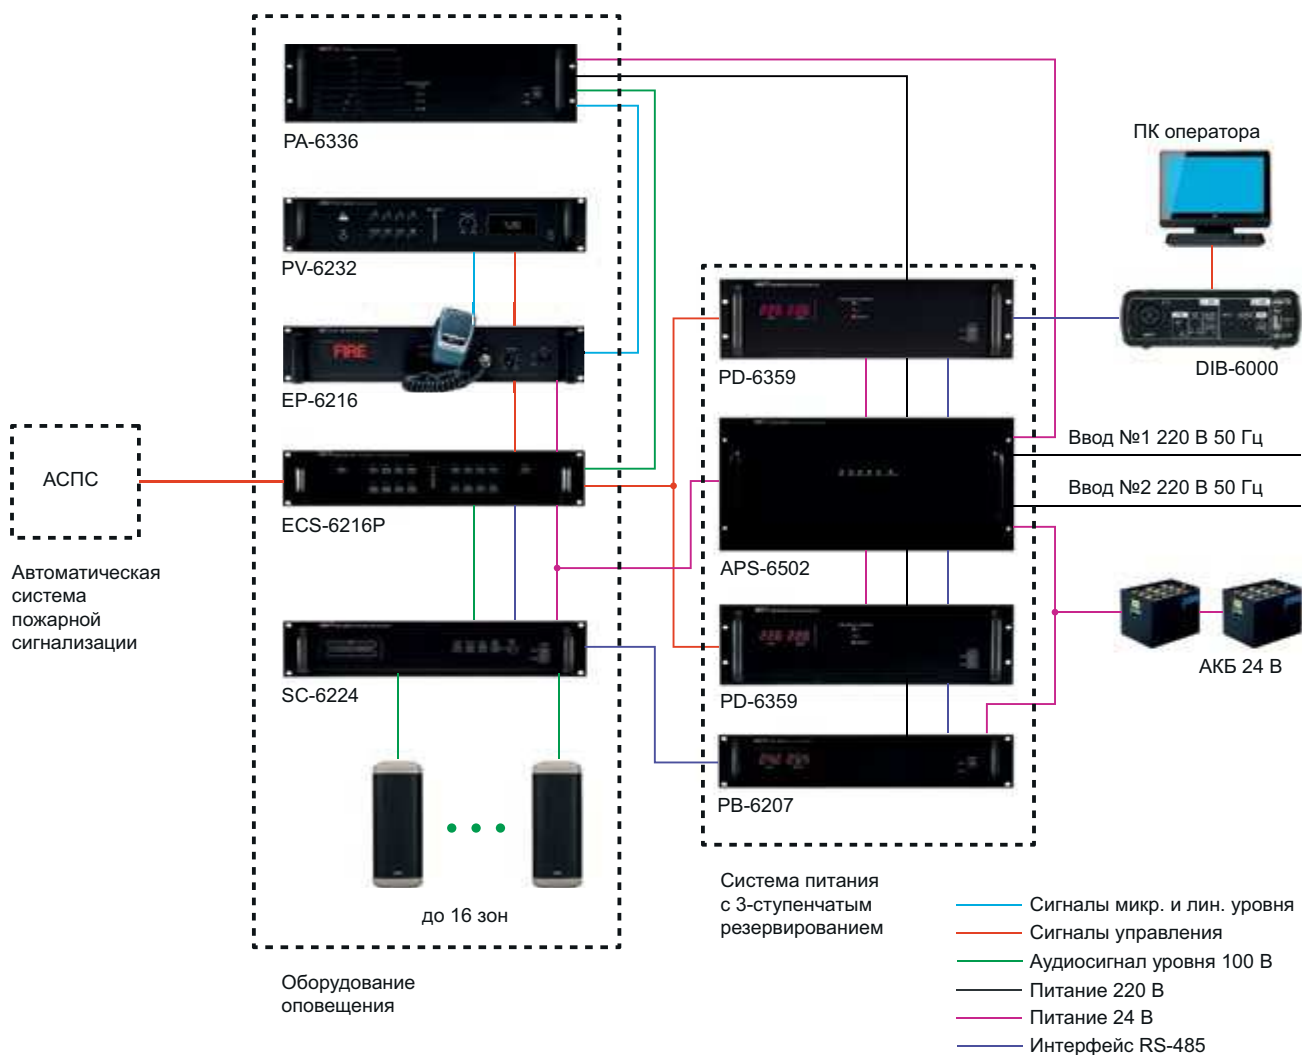 PA-6336
ПК оператора
PV-6232
FIRE
EP-6216
PD-6359
DIB-6000
Ввод №1 220 В 50 Гц
АСПС
Ввод №2 220 В 50 Гц
ECS-6216P
APS-6502
Автоматическая
система
пожарной
сигнализации
АКБ 24 В
SC-6224
PD-6359
PB-6207
до 16 зон
Система питания
с 3-ступенчатым
резервированием
Оборудование
оповещения
Сигналы микр. и лин. уровня
Сигналы управления
Аудиосигнал уровня 100 В
Питание 220 В
Питание 24 В
Интерфейс RS-485